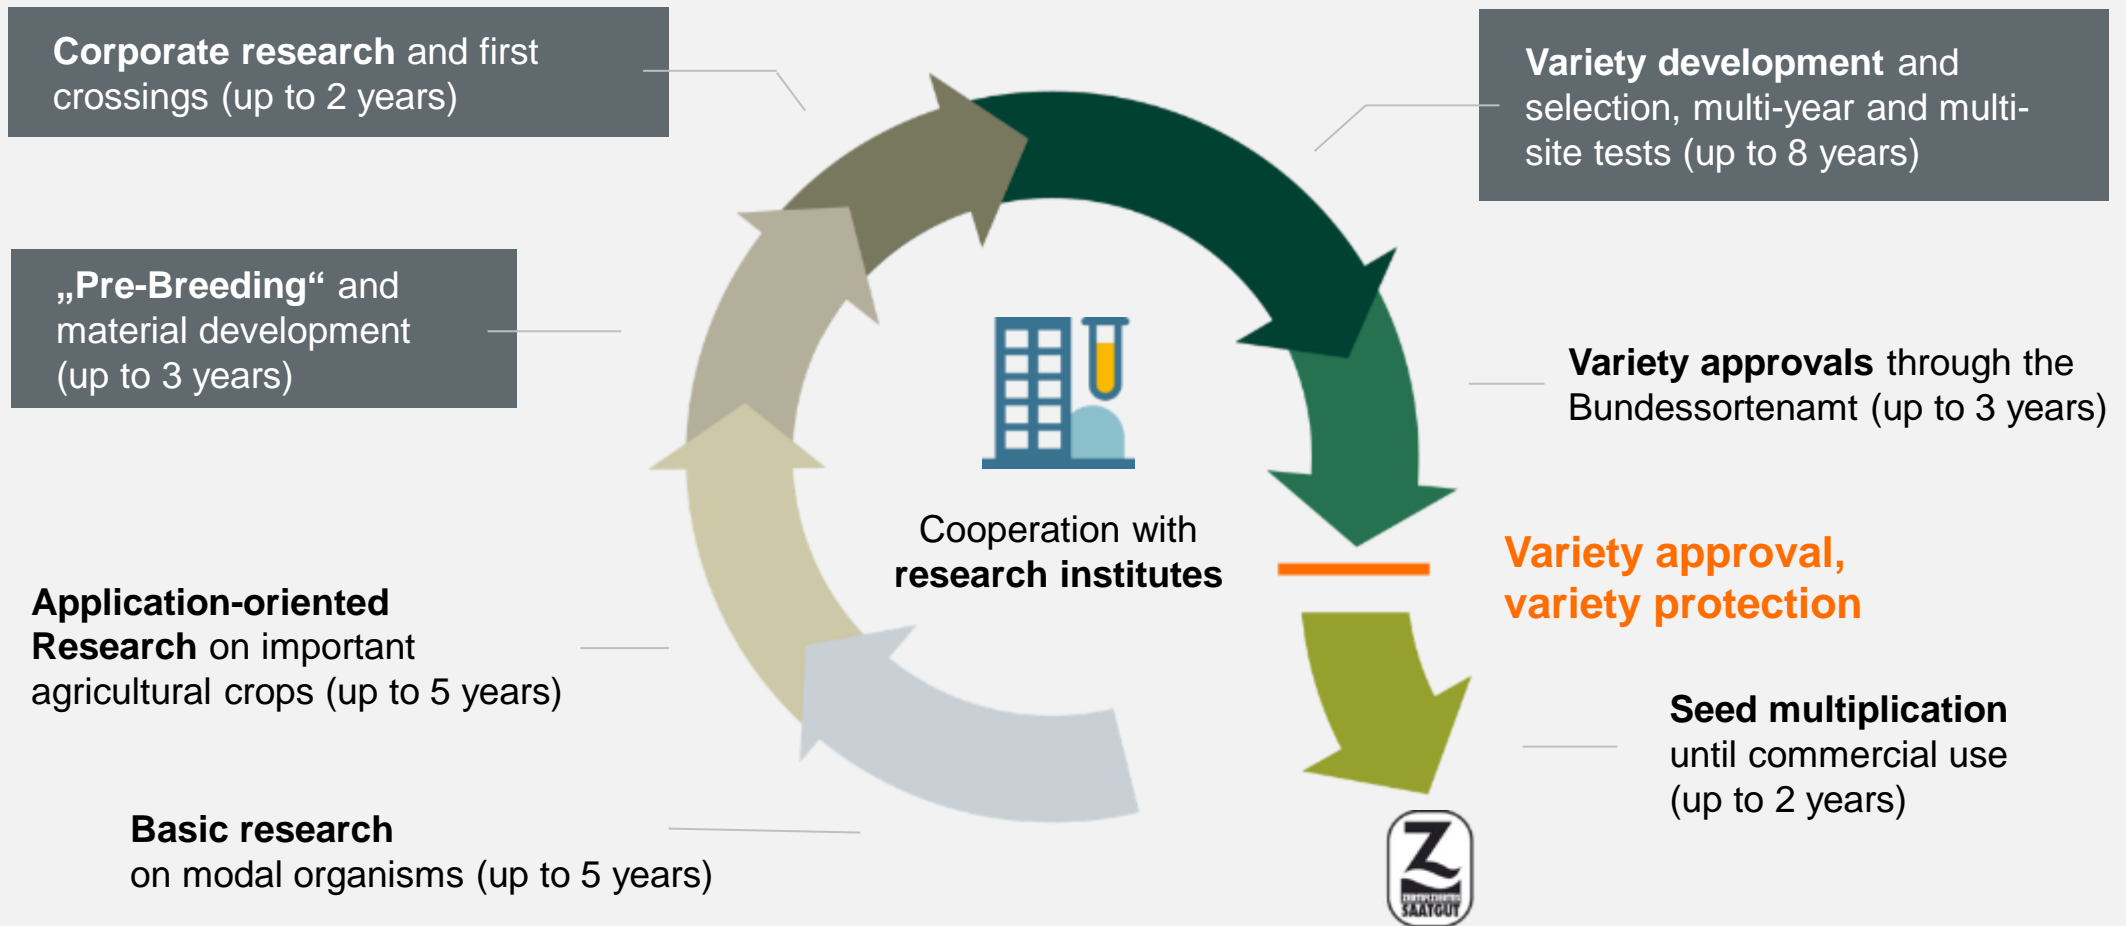 Corporate research and first
crossings (up to 2 years)
Variety development and
selection, multi-year and multi-
site tests (up to 8 years)
„Pre-Breeding“ and
material development
(up to 3 years)
Variety approvals through the
Bundessortenamt (up to 3 years)
Cooperation with
research institutes
Variety approval,
variety protection
Application-oriented
Research on important
agricultural crops (up to 5 years)
Seed multiplication
until commercial use
(up to 2 years)
Basic research
on modal organisms (up to 5 years)
Z
ZERTIFIZIERTES
SAATGUT